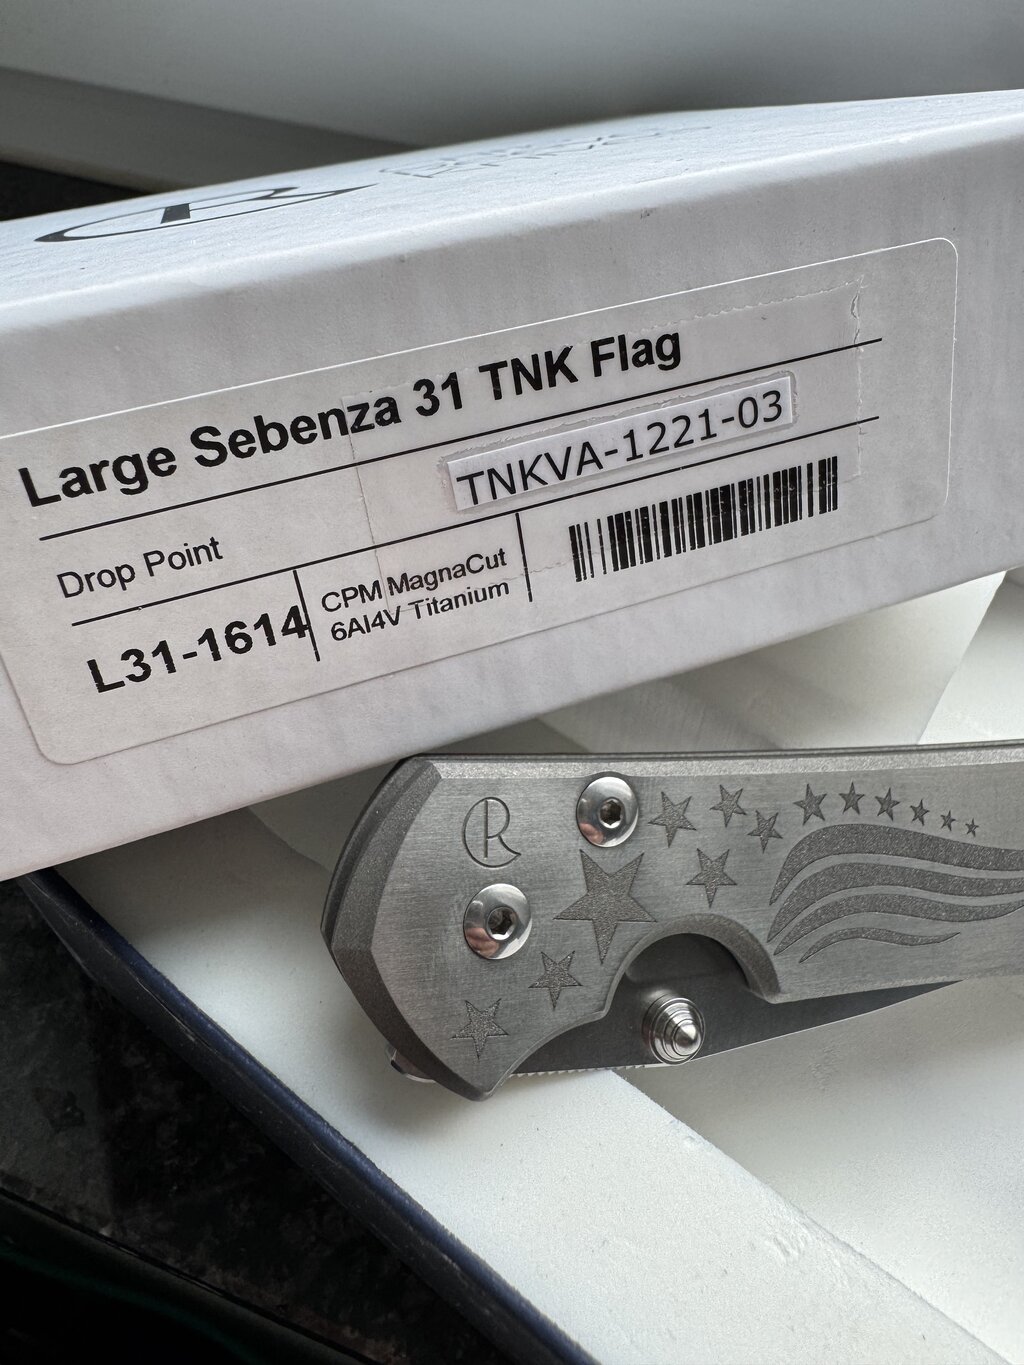 Large Sebenza 31 TNK Flag
TNKVA-1221-03
Drop Point
L31-1614
CPM MagnaCut
6Al4V Titanium